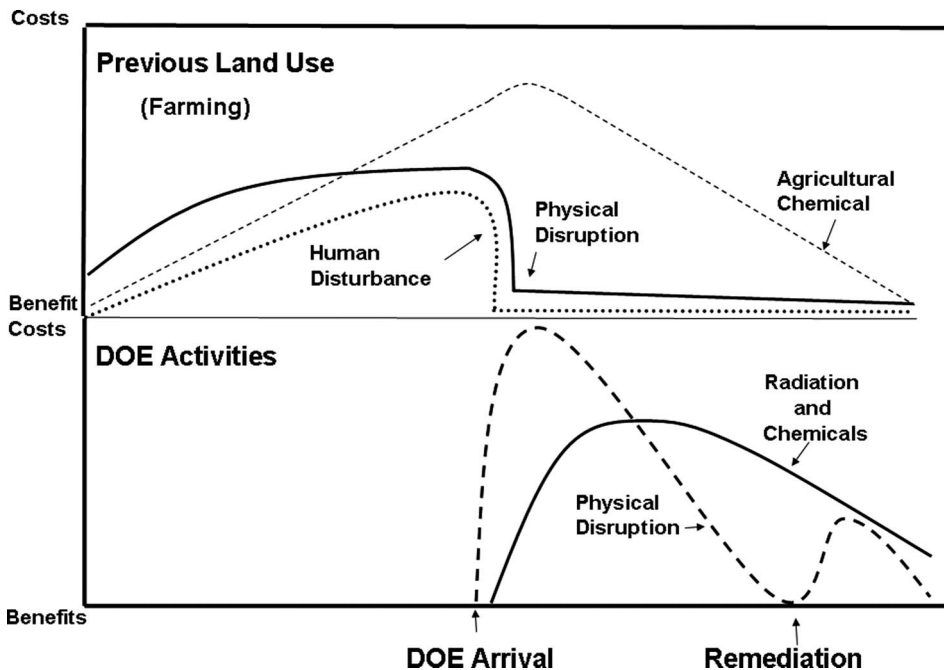 Costs
Previous Land Use
(Farming)
Agricultural
Chemical
Physical
Disruption
Human
Disturbance
Benefit
Costs
DOE Activities
Radiation
and
Chemicals
Physical
Disruption
Benefits
DOE Arrival
Remediation